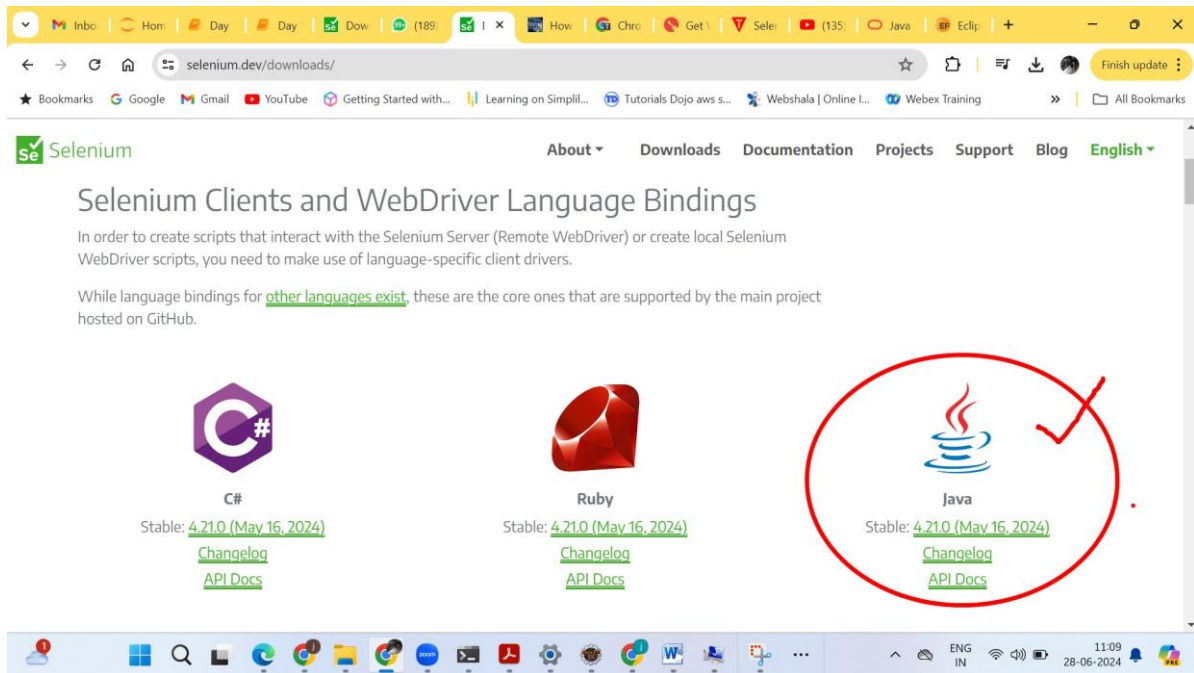 Inbo Hom Day Day Dow (189) How Chro Get \ Sele (135) Java Eclip
selenium.dev/downloads/ Finish update
Bookmarks Google Gmail YouTube Getting Started with... Learning on Simplil... Tutorials Dojo aws s... Webshala | Online I... Webex Training » All Bookmarks
Se Selenium About Downloads Documentation Projects Support Blog English
Selenium Clients and WebDriver Language Bindings
In order to create scripts that interact with the Selenium Server (Remote WebDriver) or create local Selenium
WebDriver scripts, you need to make use of language-specific client drivers.
While language bindings for other languages exist, these are the core ones that are supported by the main project
hosted on GitHub.
C#
C# Ruby Java
Stable: 4.21.0 (May 16, 2024) Stable: 4.21.0 (May 16, 2024) Stable: 4.21.0 (May 16, 2024)
Changelog Changelog Changelog
API Docs API Docs API Docs
1 zoom W ... ENG 11:09
IN 28-06-2024 PRE